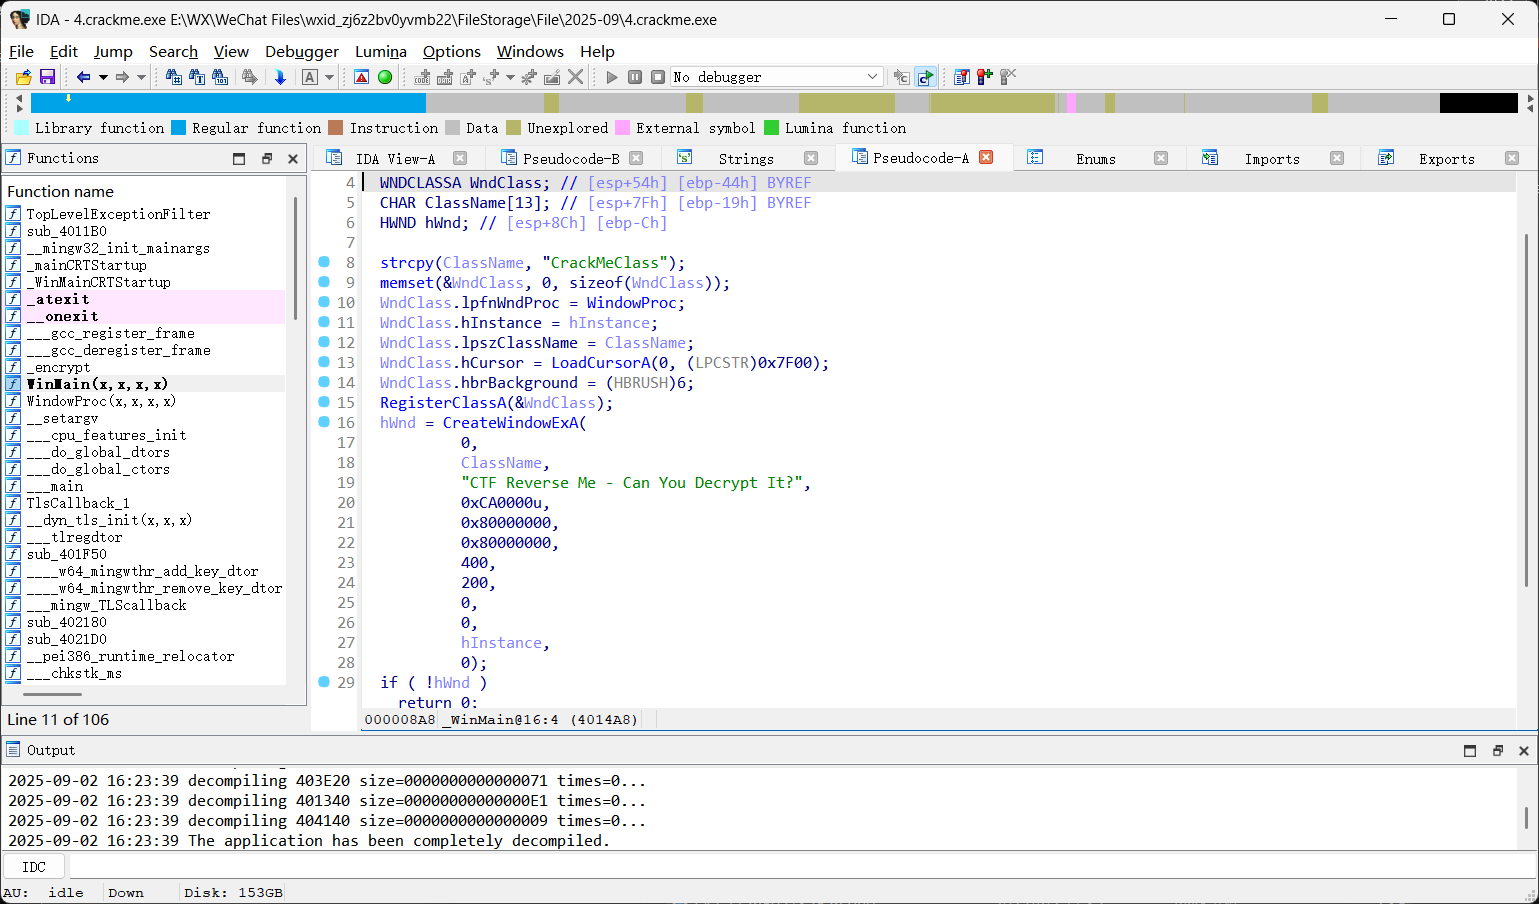 IDA - 4.crackme.exe E:\WX\WeChat Files\wxid_zj6z2bv0yvmb22\FileStorage\File\2025-09\4.crackme.exe
File Edit Jump Search View Debugger Lumina Options Windows Help
No debugger
Library function Regular function Instruction Data Unexplored External symbol Lumina function
Functions
IDA View-A Pseudocode-B Strings Pseudocode-A Enums Imports Exports
Function name
TopLevelExceptionFilter
sub_4011B0
__mingw32_init_mainargs
_mainCRTStartup
_WinMainCRTStartup
_atexit
__onexit
___gcc_register_frame
___gcc_deregister_frame
_encrypt
WinMain(x,x,x,x)
WindowProc(x,x,x,x)
__setargv
___cpu_features_init
___do_global_dtors
___do_global_ctors
___main
TlsCallback_1
__dyn_tls_init(x,x,x)
___tlregdtor
sub_401F50
____w64_mingwthr_add_key_dtor
____w64_mingwthr_remove_key_dtor
___mingw_TLScallback
sub_402180
sub_4021D0
__pei386_runtime_relocator
___chkstk_ms
Line 11 of 106
4 WNDCLASSA WndClass; // [esp+54h] [ebp-44h] BYREF
5 CHAR ClassName[13]; // [esp+7Fh] [ebp-19h] BYREF
6 HWND hWnd; // [esp+8Ch] [ebp-Ch]
7
8 strcpy(ClassName, "CrackMeClass");
9 memset(&WndClass, 0, sizeof(WndClass));
10 WndClass.lpfnWndProc = WindowProc;
11 WndClass.hInstance = hInstance;
12 WndClass.lpszClassName = ClassName;
13 WndClass.hCursor = LoadCursorA(0, (LPCSTR)0x7F00);
14 WndClass.hbrBackground = (HBRUSH)6;
15 RegisterClassA(&WndClass);
16 hWnd = CreateWindowExA(
17 0,
18 ClassName,
19 "CTF Reverse Me - Can You Decrypt It?",
20 0xCA0000u,
21 0x80000000,
22 0x80000000,
23 400,
24 200,
25 0,
26 0,
27 hInstance,
28 0);
29 if ( !hWnd )
return 0;
000008A8 _WinMain@16:4 (4014A8)
Output
2025-09-02 16:23:39 decompiling 403E20 size=0000000000000071 times=0...
2025-09-02 16:23:39 decompiling 401340 size=00000000000000E1 times=0...
2025-09-02 16:23:39 decompiling 404140 size=0000000000000009 times=0...
2025-09-02 16:23:39 The application has been completely decompiled.
IDC
AU: idle Down Disk: 153GB